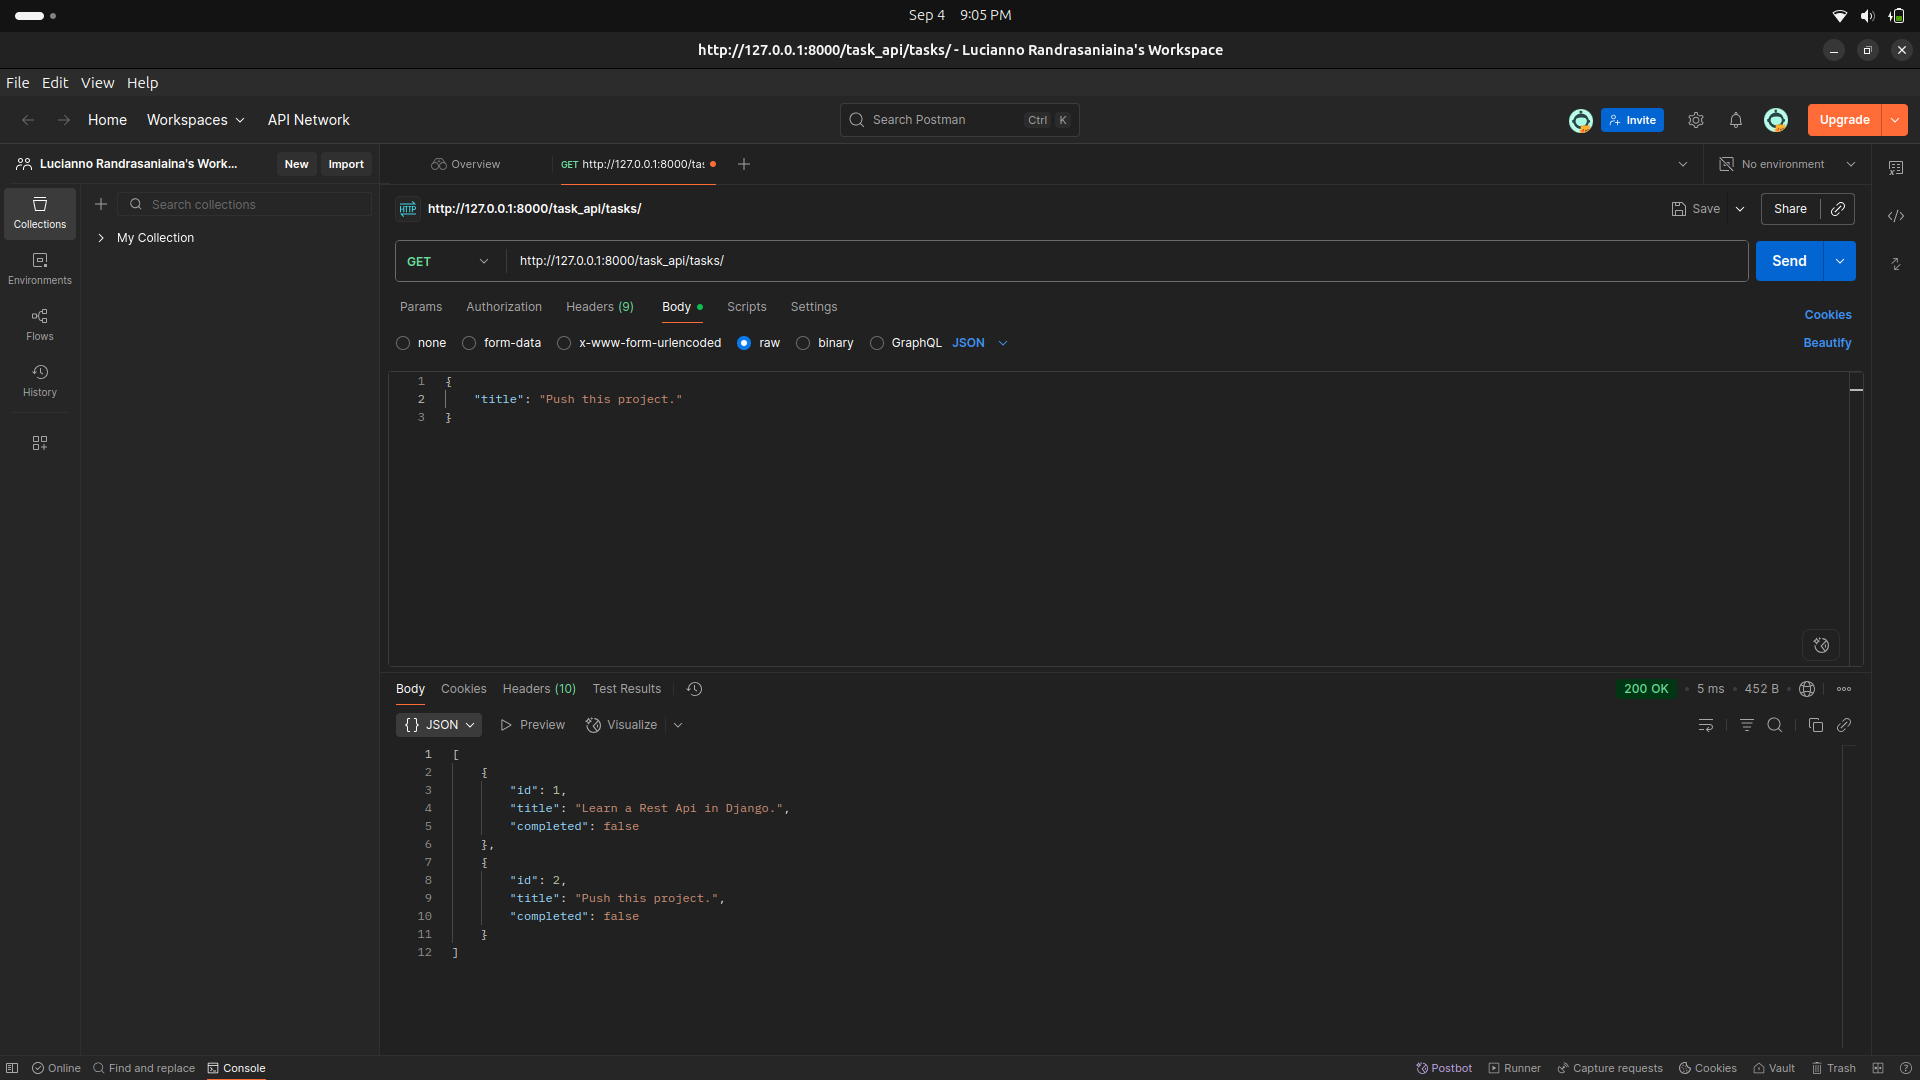 Sep 4 9:05 PM
http://127.0.0.1:8000/task_api/tasks/ - Lucianno Randrasaniaina's Workspace
File Edit View Help
Home Workspaces API Network
Search Postman Ctrl K
Invite
Upgrade
Lucianno Randrasaniaina's Work... New Import
Overview
GET http://127.0.0.1:8000/tas
No environment
Collections
Environments
Flows
History
Search collections
My Collection
HTTP http://127.0.0.1:8000/task_api/tasks/
Save Share
GET http://127.0.0.1:8000/task_api/tasks/ Send
Params Authorization Headers (9) Body Scripts Settings Cookies
none form-data x-www-form-urlencoded raw binary GraphQL JSON Beautify
1 {
2 "title": "Push this project."
3 }
Body Cookies Headers (10) Test Results 200 OK 5 ms 452 B
{} JSON Preview Visualize
1 [
2 {
3 "id": 1,
4 "title": "Learn a Rest Api in Django.",
5 "completed": false
6 },
7 {
8 "id": 2,
9 "title": "Push this project.",
10 "completed": false
11 }
12 ]
Online Find and replace Console Postbot Runner Capture requests Cookies Vault Trash